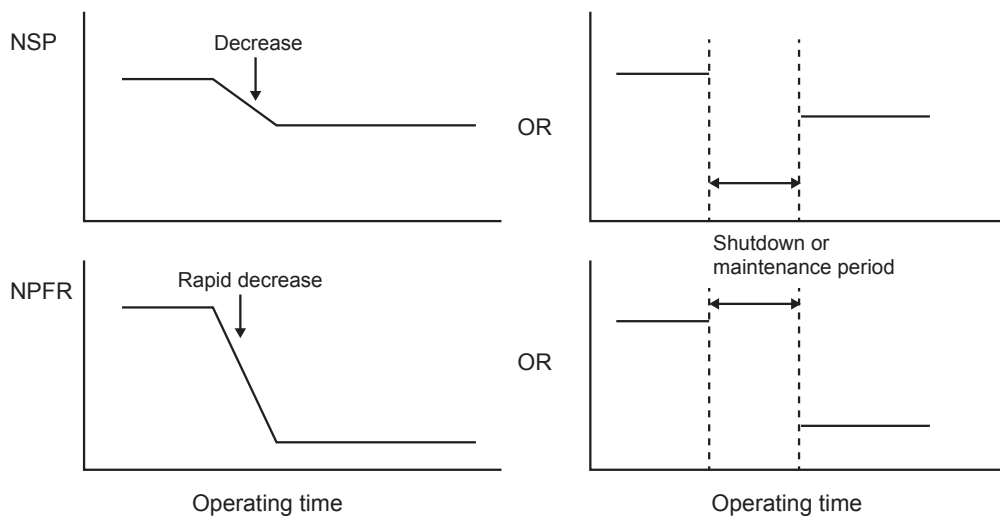 NSP
Decrease
OR
Shutdown or
maintenance period
NPFR
Rapid decrease
OR
Operating time
Operating time